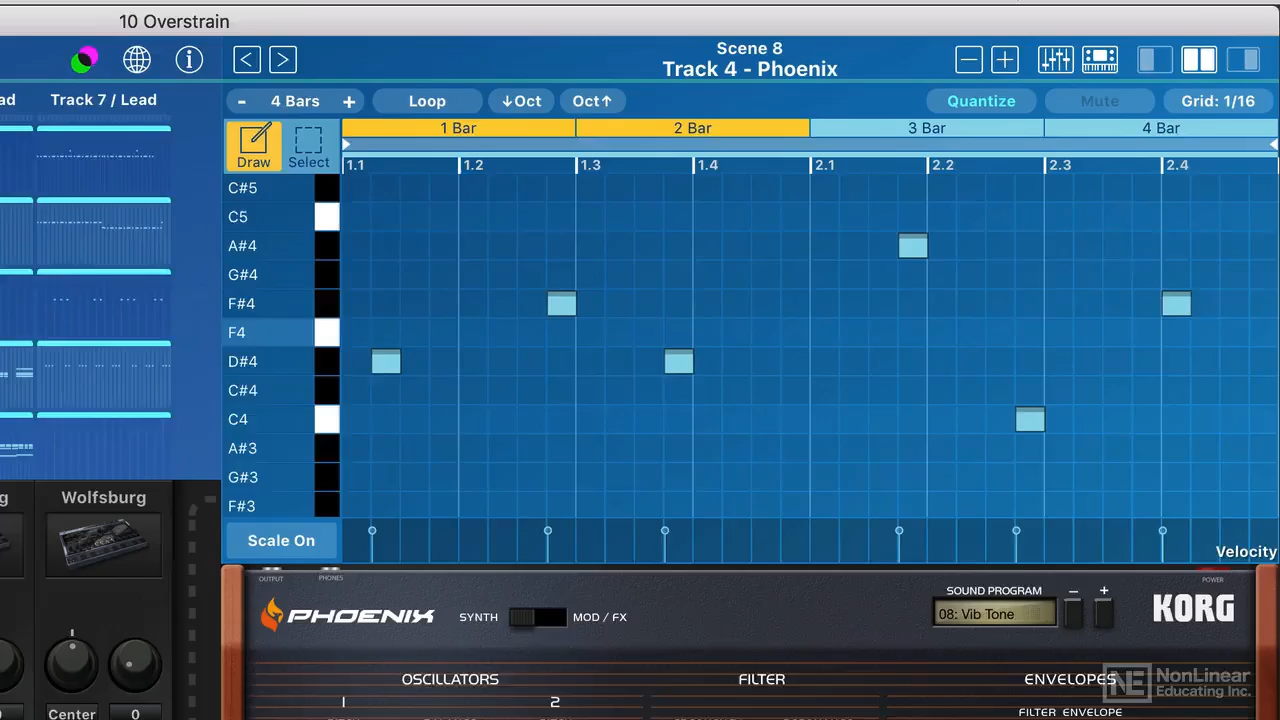 10 Overstrain
Scene 8
Track 4 - Phoenix
ad
Track 7 / Lead
- 4 Bars +
Loop
↓Oct
Oct↑
Quantize
Mute
Grid: 1/16
Draw
Select
1 Bar
2 Bar
3 Bar
4 Bar
1.1
1.2
1.3
1.4
2.1
2.2
2.3
2.4
C#5
C5
A#4
G#4
F#4
F4
D#4
C#4
C4
A#3
G#3
F#3
Scale On
Velocity
g
Wolfsburg
Center
0
OUTPUT
PHONES
PHOENIX
SYNTH
MOD / FX
SOUND PROGRAM
- +
08: Vib Tone
POWER
KORG
OSCILLATORS
FILTER
ENVELOPES
1
2
FILTER ENVELOPE
NE NonLinear
Educating Inc.